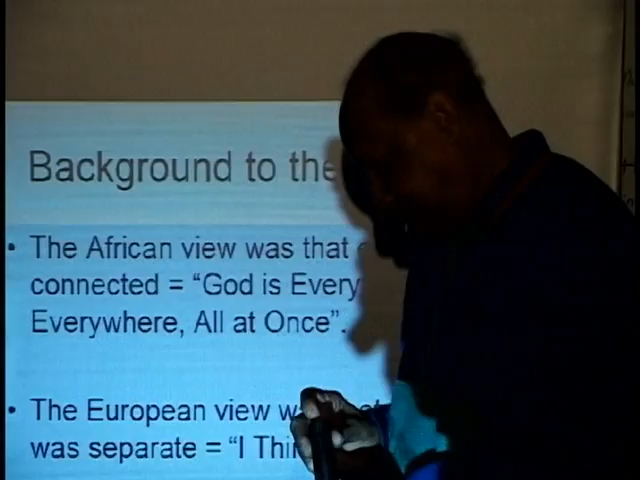 Background to the
• The African view was that
connected = "God is Every
Everywhere, All at Once".
• The European view
was separate = "I Thi